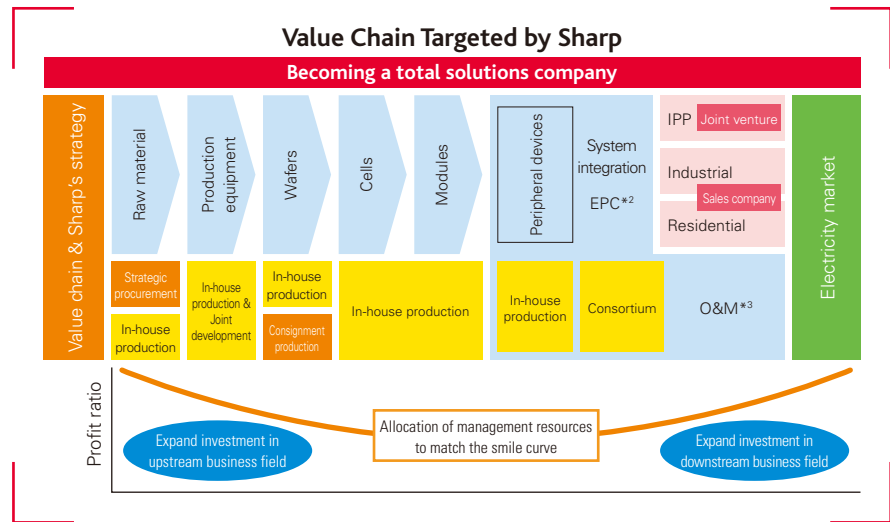 Value Chain Targeted by Sharp
Becoming a total solutions company
Value chain & Sharp's strategy
Raw material
Production
equipment
Wafers
Cells
Modules
Peripheral devices
System
integration
EPC*2
IPP
Joint venture
Industrial
Sales company
Residential
Electricity market
Strategic
procurement
In-house
production
In-house
production &
Joint
development
In-house
production
Consignment
production
In-house production
In-house
production
Consortium
O&M*3
Profit ratio
Expand investment in
upstream business field
Allocation of management resources
to match the smile curve
Expand investment in
downstream business field